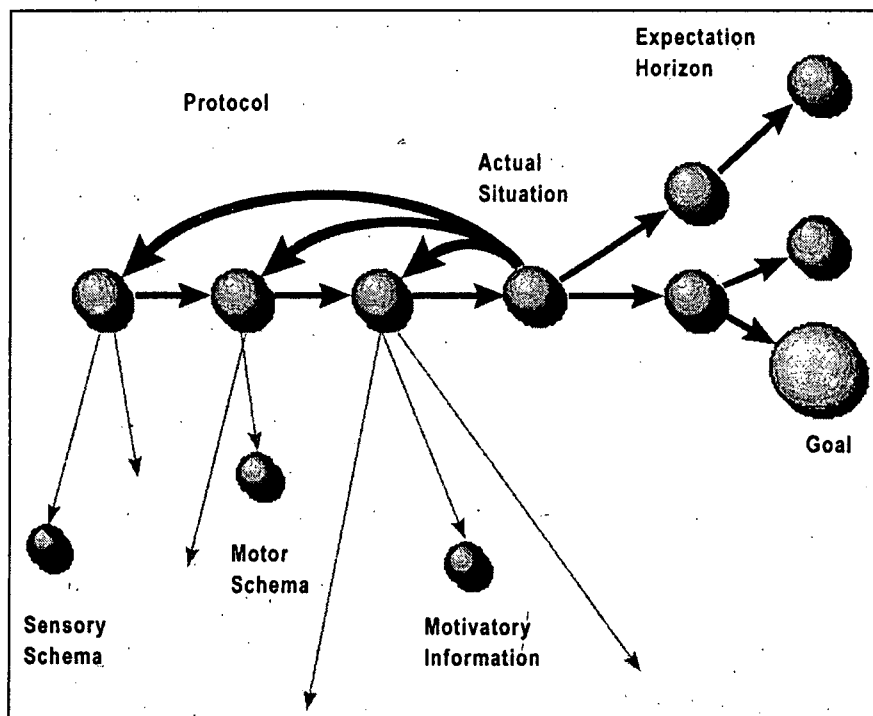 Expectation
Horizon
Protocol
Actual
Situation
Goal
Motor
Schema
Sensory
Schema
Motivatory
Information